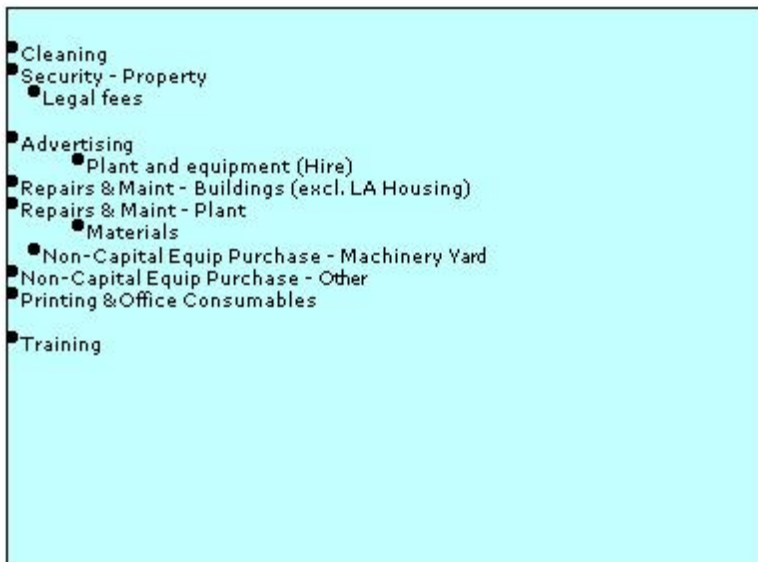 Cleaning
Security - Property
Legal fees
Advertising
Plant and equipment (Hire)
Repairs & Maint - Buildings (excl. LA Housing)
Repairs & Maint - Plant
Materials
Non-Capital Equip Purchase - Machinery Yard
Non-Capital Equip Purchase - Other
Printing & Office Consumables
Training